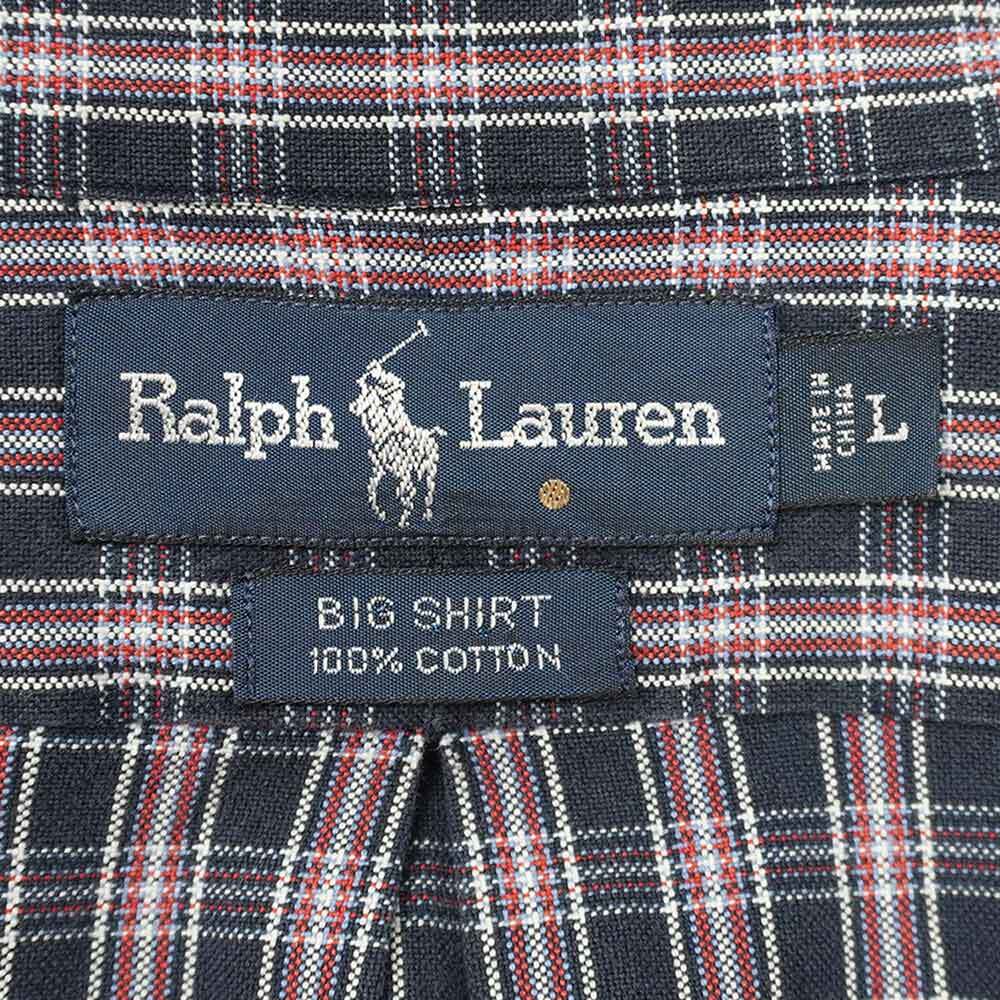 Ralph Lauren
MADE IN
CHINA
L
BIG SHIRT
100% COTTON